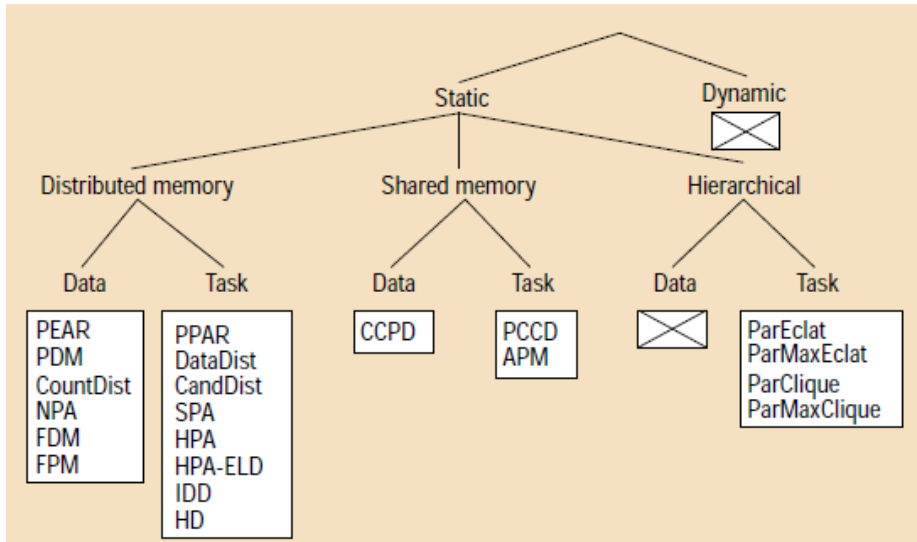 Static
Dynamic
Distributed memory
Shared memory
Hierarchical
Data
Task
Data
Task
Data
Task
PEAR
PDM
CountDist
NPA
FDM
FPM
PPAR
DataDist
CandDist
SPA
HPA
HPA-ELD
IDD
HD
CCPD
PCCD
APM
ParEclat
ParMaxEclat
ParClique
ParMaxClique